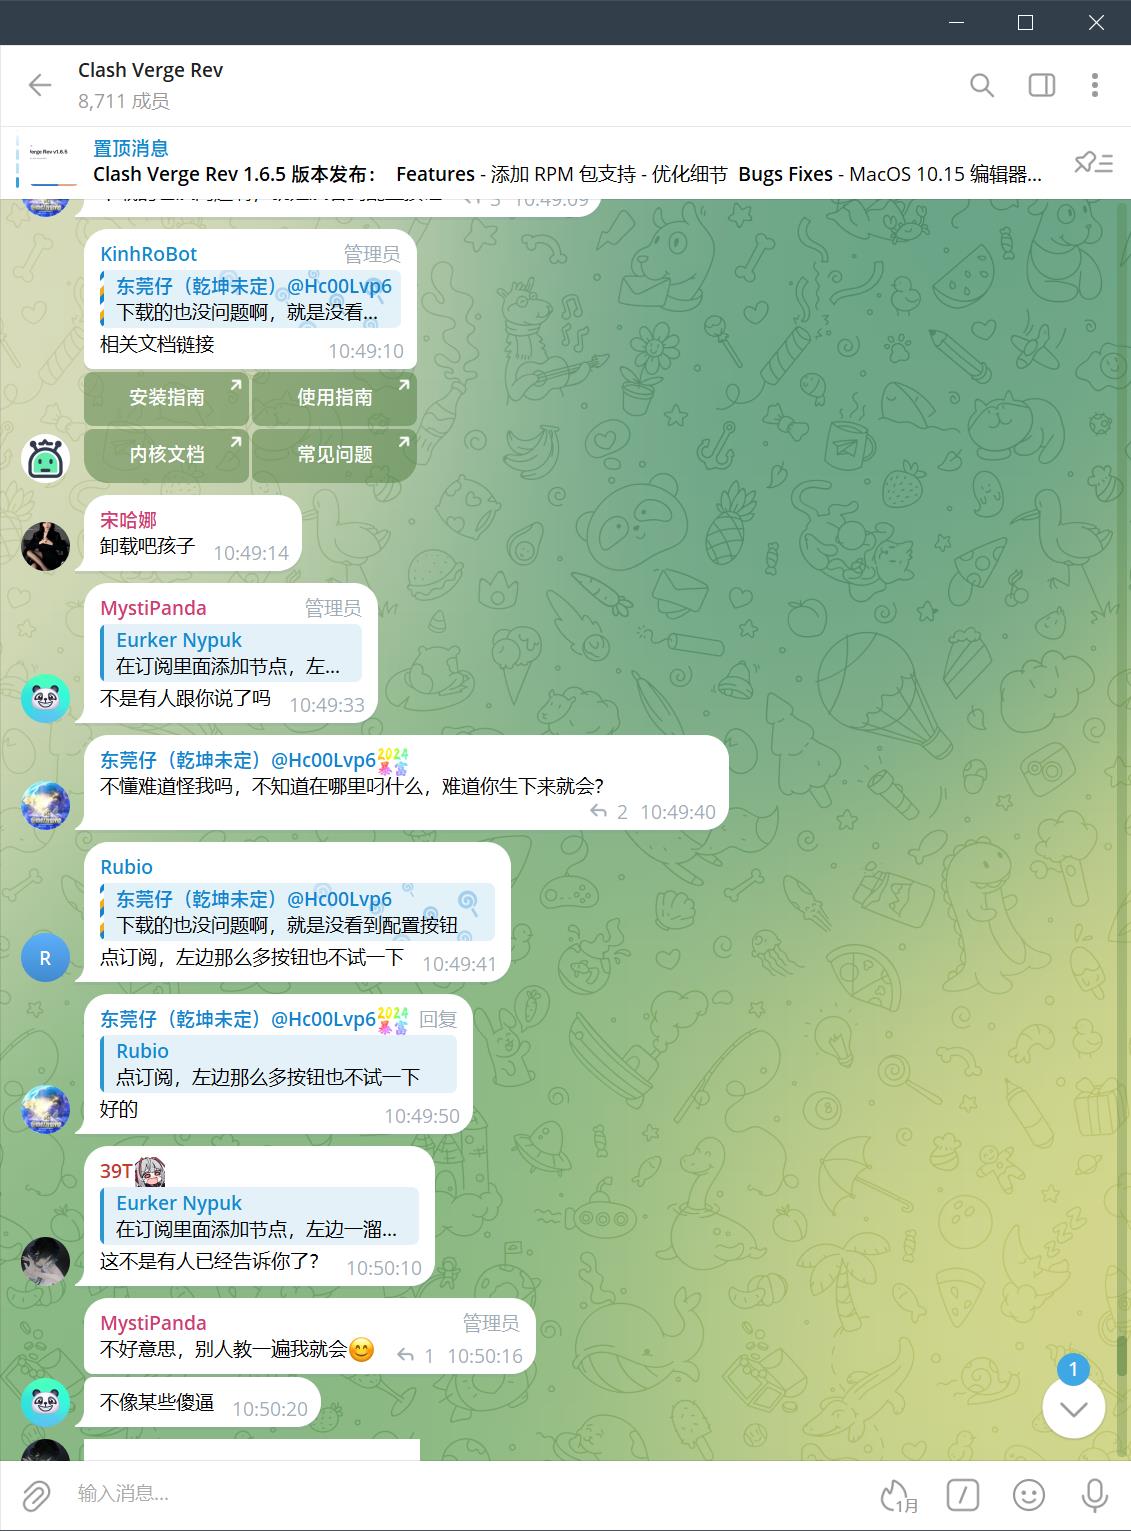 Clash Verge Rev
8,711 成员
Verge Rev v1.6.5
置顶消息
Clash Verge Rev 1.6.5 版本发布： Features - 添加 RPM 包支持 - 优化细节 Bugs Fixes - MacOS 10.15 编辑器...
3 10:49:09
KinhRoBot 管理员
东莞仔（乾坤未定）@Hc00Lvp6
下载的也没问题啊，就是没看...
相关文档链接 10:49:10
安装指南 使用指南
内核文档 常见问题
宋哈娜
卸载吧孩子 10:49:14
MystiPanda 管理员
Eurker Nypuk
在订阅里面添加节点，左...
不是有人跟你说了吗 10:49:33
东莞仔（乾坤未定）@Hc00Lvp6 2024暴富
不懂难道怪我吗，不知道在哪里叼什么，难道你生下来就会？
2 10:49:40
Rubio
东莞仔（乾坤未定）@Hc00Lvp6
下载的也没问题啊，就是没看到配置按钮
点订阅，左边那么多按钮也不试一下 10:49:41
R
东莞仔（乾坤未定）@Hc00Lvp6 2024暴富 回复
Rubio
点订阅，左边那么多按钮也不试一下
好的 10:49:50
39T
Eurker Nypuk
在订阅里面添加节点，左边一溜...
这不是有人已经告诉你了？ 10:50:10
MystiPanda 管理员
不好意思，别人教一遍我就会😊 1 10:50:16
不像某些傻逼 10:50:20
1
输入消息...
1月